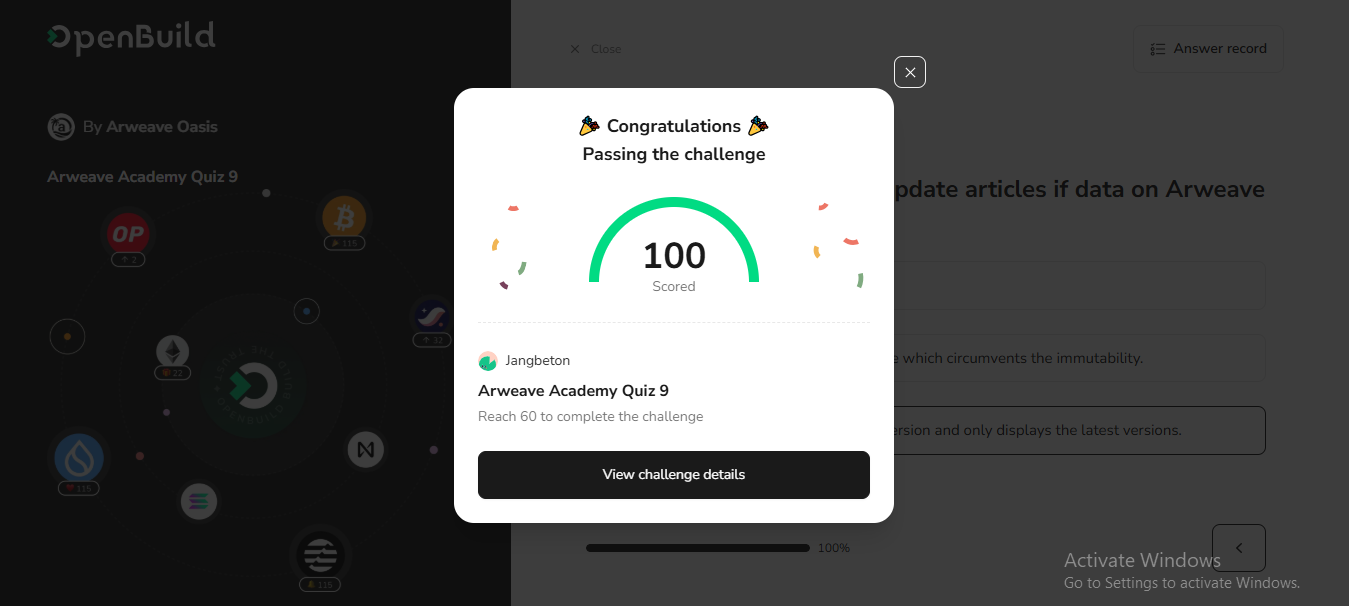 OpenBuild
By Arweave Oasis
Arweave Academy Quiz 9
OP
2
115
32
22
115
115
Close
Answer record
pdate articles if data on Arweave
e which circumvents the immutability.
ersion and only displays the latest versions.
100%
Congratulations
Passing the challenge
100
Scored
Jangbeton
Arweave Academy Quiz 9
Reach 60 to complete the challenge
View challenge details
Activate Windows
Go to Settings to activate Windows.